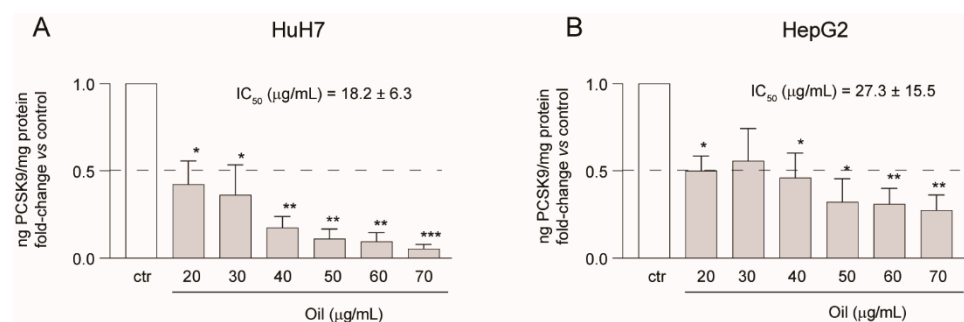 A
HuH7
ng PCSK9/mg protein
fold-change vs control
1.0
0.5
0.0
IC50 (μg/mL) = 18.2 ± 6.3
*
*
**
**
**
***
ctr
20
30
40
50
60
70
Oil (μg/mL)
B
HepG2
ng PCSK9/mg protein
fold-change vs control
1.0
0.5
0.0
IC50 (μg/mL) = 27.3 ± 15.5
*
*
*
**
**
ctr
20
30
40
50
60
70
Oil (μg/mL)